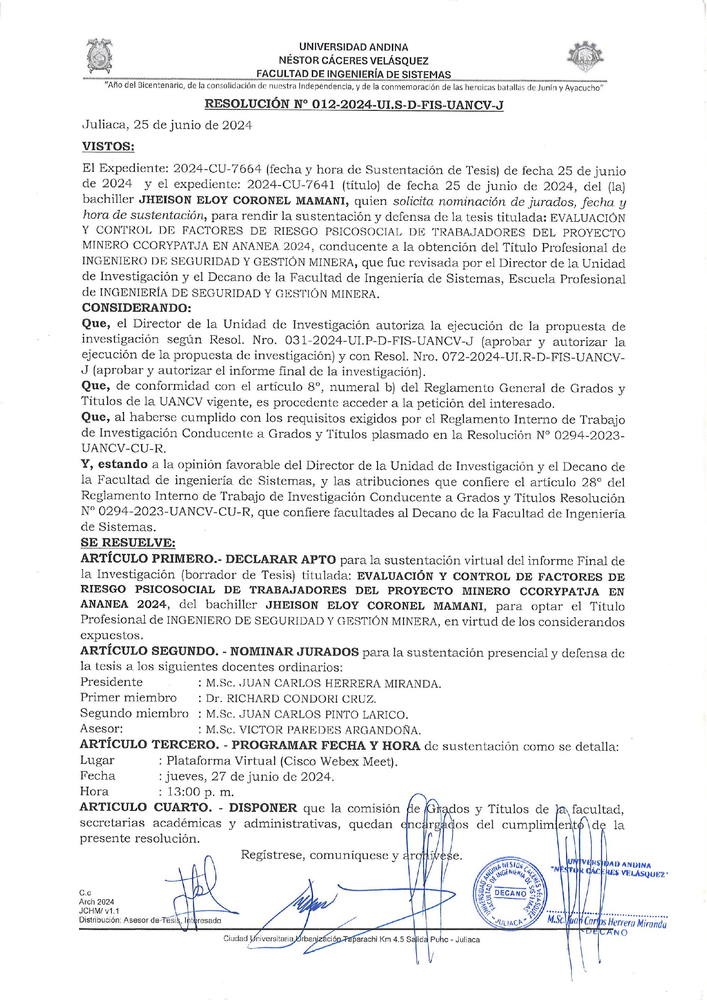 UNIVERSIDAD ANDINA
NÉSTOR CÁCERES VELÁSQUEZ
FACULTAD DE INGENIERÍA DE SISTEMAS
"Año del Bicentenario, de la consolidación de nuestra Independencia, y de la conmemoración de las heroicas batallas de Junín y Ayacucho"
RESOLUCIÓN N° 012-2024-UI.S-D-FIS-UANCV-J
Juliaca, 25 de junio de 2024
VISTOS:
El Expediente: 2024-CU-7664 (fecha y hora de Sustentación de Tesis) de fecha 25 de junio
de 2024 y el expediente: 2024-CU-7641 (título) de fecha 25 de junio de 2024, del (la)
bachiller JHEISON ELOY CORONEL MAMANI, quien solicita nominación de jurados, fecha y
hora de sustentación, para rendir la sustentación y defensa de la tesis titulada: EVALUACIÓN
Y CONTROL DE FACTORES DE RIESGO PSICOSOCIAL DE TRABAJADORES DEL PROYECTO
MINERO CCORYPATJA EN ANANEA 2024, conducente a la obtención del Título Profesional de
INGENIERO DE SEGURIDAD Y GESTIÓN MINERA, que fue revisada por el Director de la Unidad
de Investigación y el Decano de la Facultad de Ingeniería de Sistemas, Escuela Profesional
de INGENIERÍA DE SEGURIDAD Y GESTIÓN MINERA.
CONSIDERANDO:
Que, el Director de la Unidad de Investigación autoriza la ejecución de la propuesta de
investigación según Resol. Nro. 031-2024-UI.P-D-FIS-UANCV-J (aprobar y autorizar la
ejecución de la propuesta de investigación) y con Resol. Nro. 072-2024-UI.R-D-FIS-UANCV-
J (aprobar y autorizar el informe final de la investigación).
Que, de conformidad con el artículo 8°, numeral b) del Reglamento General de Grados y
Títulos de la UANCV vigente, es procedente acceder a la petición del interesado.
Que, al haberse cumplido con los requisitos exigidos por el Reglamento Interno de Trabajo
de Investigación Conducente a Grados y Títulos plasmado en la Resolución N° 0294-2023-
UANCV-CU-R.
Y, estando a la opinión favorable del Director de la Unidad de Investigación y el Decano de
la Facultad de ingeniería de Sistemas, y las atribuciones que confiere el artículo 28° del
Reglamento Interno de Trabajo de Investigación Conducente a Grados y Títulos Resolución
N° 0294-2023-UANCV-CU-R, que confiere facultades al Decano de la Facultad de Ingeniería
de Sistemas.
SE RESUELVE:
ARTÍCULO PRIMERO.- DECLARAR APTO para la sustentación virtual del informe Final de
la Investigación (borrador de Tesis) titulada: EVALUACIÓN Y CONTROL DE FACTORES DE
RIESGO PSICOSOCIAL DE TRABAJADORES DEL PROYECTO MINERO CCORYPATJA EN
ANANEA 2024, del bachiller JHEISON ELOY CORONEL MAMANI, para optar el Título
Profesional de INGENIERO DE SEGURIDAD Y GESTIÓN MINERA, en virtud de los considerandos
expuestos.
ARTÍCULO SEGUNDO. - NOMINAR JURADOS para la sustentación presencial y defensa de
la tesis a los siguientes docentes ordinarios:
Presidente : M.Sc. JUAN CARLOS HERRERA MIRANDA.
Primer miembro : Dr. RICHARD CONDORI CRUZ.
Segundo miembro : M.Sc. JUAN CARLOS PINTO LARICO.
Asesor: : M.Sc. VICTOR PAREDES ARGANDOÑA.
ARTÍCULO TERCERO. - PROGRAMAR FECHA Y HORA de sustentación como se detalla:
Lugar : Plataforma Virtual (Cisco Webex Meet).
Fecha : jueves, 27 de junio de 2024.
Hora : 13:00 p. m.
ARTICULO CUARTO. - DISPONER que la comisión de Grados y Títulos de la facultad,
secretarias académicas y administrativas, quedan encargados del cumplimiento de la
presente resolución.
Regístrese, comuníquese y archívese.
UNIVERSIDAD ANDINA NESTOR CACERES VELASQUEZ
FACULTAD DE INGENIERIA DE SISTEMAS
DECANO
- JULIACA -
UNIVERSIDAD ANDINA
"NÉSTOR CÁCERES VELÁSQUEZ"
M.Sc. Juan Carlos Herrera Miranda
DECANO
C.c
Arch 2024
JCHM/ v1.1
Distribución: Asesor de Tesis, Interesado
Ciudad Universitaria Urbanización Taparachi Km 4.5 Salida Puno - Juliaca